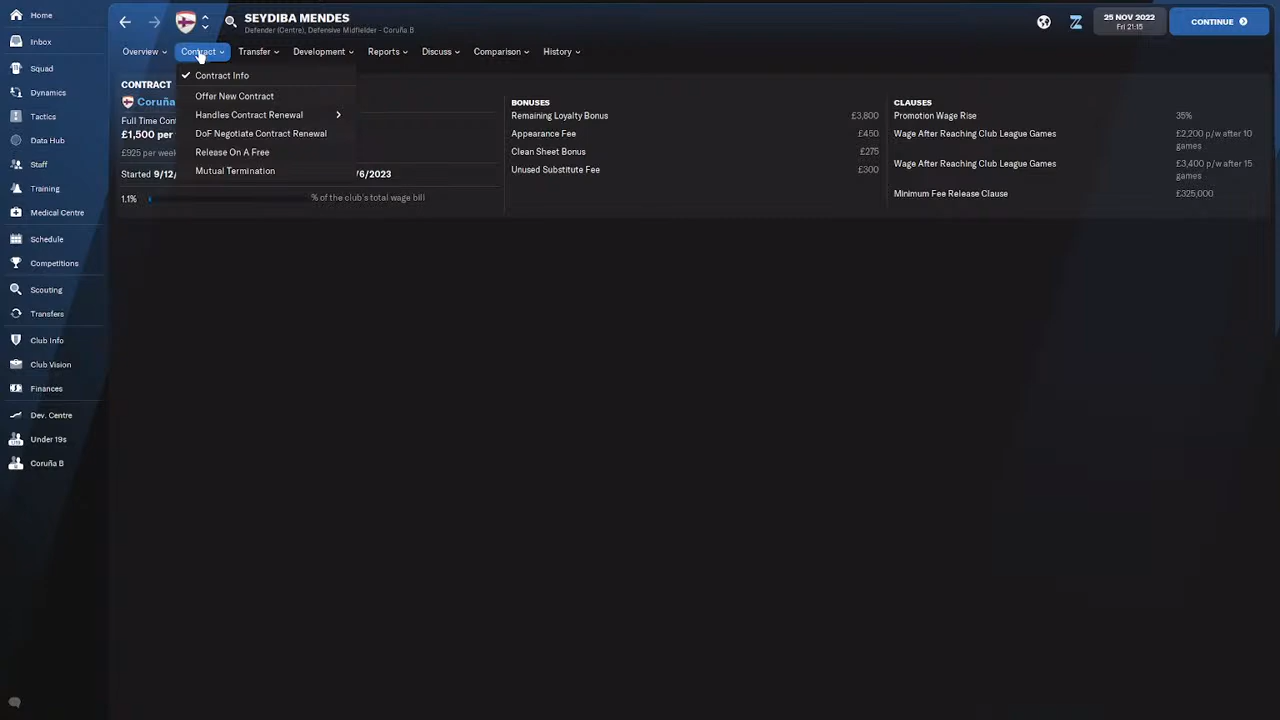 Home
Inbox
Squad
Dynamics
Tactics
Data Hub
Staff
Training
Medical Centre
Schedule
Competitions
Scouting
Transfers
Club Info
Club Vision
Finances
Dev. Centre
Under 19s
Coruña B
SEYDIBA MENDES
Defender (Centre), Defensive Midfielder - Coruña B
25 NOV 2022
Fri 21:15
CONTINUE
Overview
Contract
Transfer
Development
Reports
Discuss
Comparison
History
Contract Info
Offer New Contract
Handles Contract Renewal
DoF Negotiate Contract Renewal
Release On A Free
Mutual Termination
CONTRACT
Coruña
Full Time Con
£1,500 per
£925 per week
Started 9/12/
/6/2023
1.1%
% of the club's total wage bill
BONUSES
Remaining Loyalty Bonus £3,800
Appearance Fee £450
Clean Sheet Bonus £275
Unused Substitute Fee £300
CLAUSES
Promotion Wage Rise 35%
Wage After Reaching Club League Games £2,200 p/w after 10
games
Wage After Reaching Club League Games £3,400 p/w after 15
games
Minimum Fee Release Clause £325,000